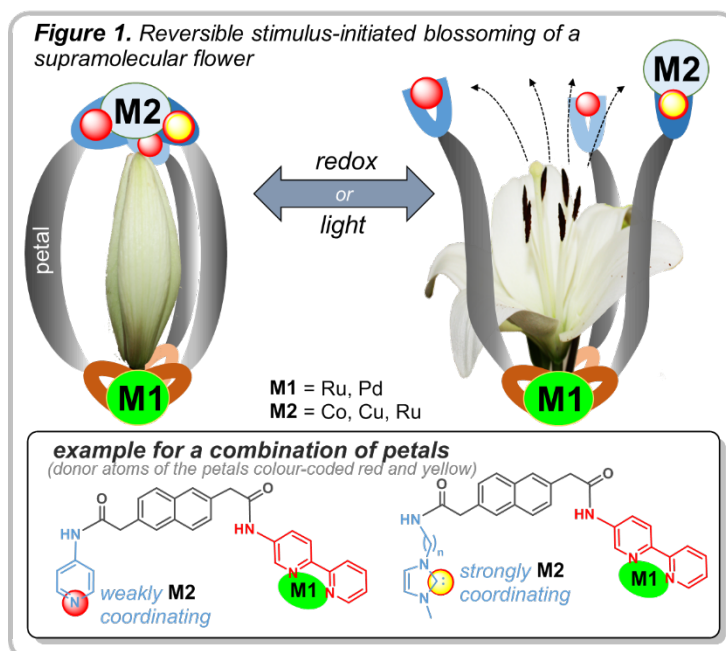 Figure 1. Reversible stimulus-initiated blossoming of a
supramolecular flower
M2
M2
petal
redox
or
light
M1
M1
M1 = Ru, Pd
M2 = Co, Cu, Ru
example for a combination of petals
(donor atoms of the petals colour-coded red and yellow)
O
O
HN
HN
N
weakly M2
coordinating
N
N
M1
O
O
HN
n
N
N
:
strongly M2
coordinating
HN
N
N
M1